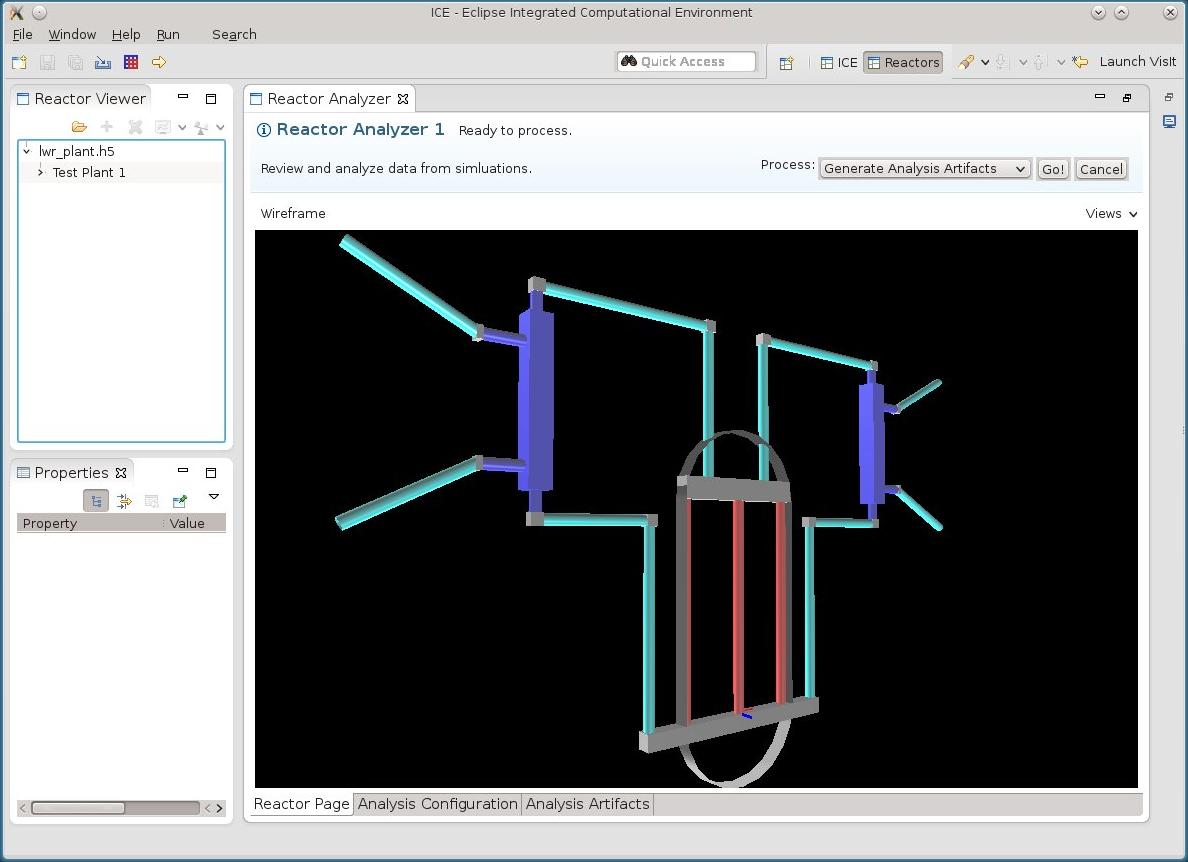 ICE - Eclipse Integrated Computational Environment
File Window Help Run Search
Quick Access
ICE
Reactors
Launch VisIt
Reactor Viewer
lwr_plant.h5
Test Plant 1
Properties
Property Value
Reactor Analyzer
Reactor Analyzer 1 Ready to process.
Review and analyze data from simluations.
Process: Generate Analysis Artifacts Go! Cancel
Wireframe
Views
Reactor Page Analysis Configuration Analysis Artifacts